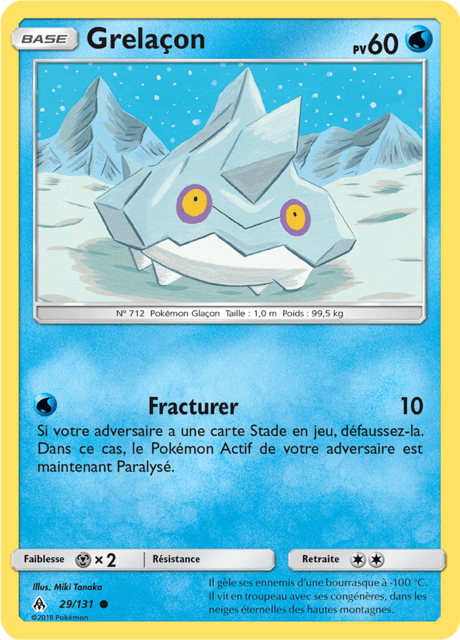 BASE Grelaçon PV60
N° 712 Pokémon Glaçon Taille : 1,0 m Poids : 99,5 kg
Fracturer 10
Si votre adversaire a une carte Stade en jeu, défaussez-la.
Dans ce cas, le Pokémon Actif de votre adversaire est
maintenant Paralysé.
Faiblesse ×2 Résistance Retraite
Illus. Miki Tanaka
29/131
©2018 Pokémon
Il gèle ses ennemis d'une bourrasque à -100 °C.
Il vit en troupeau avec ses congénères, dans les
neiges éternelles des hautes montagnes.